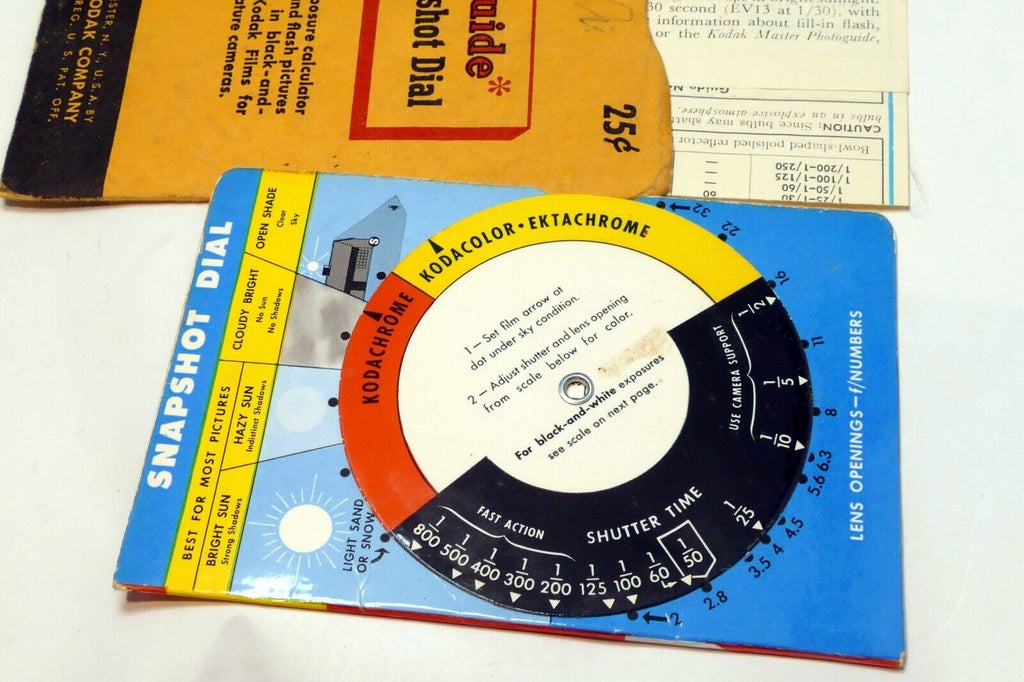 STER, N. Y., U. S. A. BY
KODAK COMPANY
REG. U. S. PAT. OFF.
posure calculator
and flash pictures
in black-and-
Kodak Films for
ature cameras.
uide*
shot Dial
25¢
30 second (EV13 at 1/30), with
information about fill-in flash,
or the Kodak Master Photoguide,
bulbs in an explosive atmosphere.
CAUTION: Since bulbs may shatt
Bowl-shaped polished reflector
1/25-1/30
1/50-1/60
1/100-1/125
1/200-1/250
60
SNAPSHOT DIAL
BEST FOR MOST PICTURES
BRIGHT SUN
Strong Shadows
HAZY SUN
Indistinct Shadows
CLOUDY BRIGHT
No Sun
No Shadows
OPEN SHADE
Clear
Sky
S
LIGHT SAND
OR SNOW
KODACHROME
KODACOLOR • EKTACHROME
1 — Set film arrow at
dot under sky condition.
2 — Adjust shutter and lens opening
from scale below for color.
For black-and-white exposures
see scale on next page.
SHUTTER TIME
FAST ACTION
1/800 1/500 1/400 1/300 1/200 1/125 1/100 1/60 1/50 1/25 1/10 1/5 1/2
USE CAMERA SUPPORT
LENS OPENINGS—f/NUMBERS
2 2.8 3.5 4 4.5 5.6 6.3 8 11 16 22 32